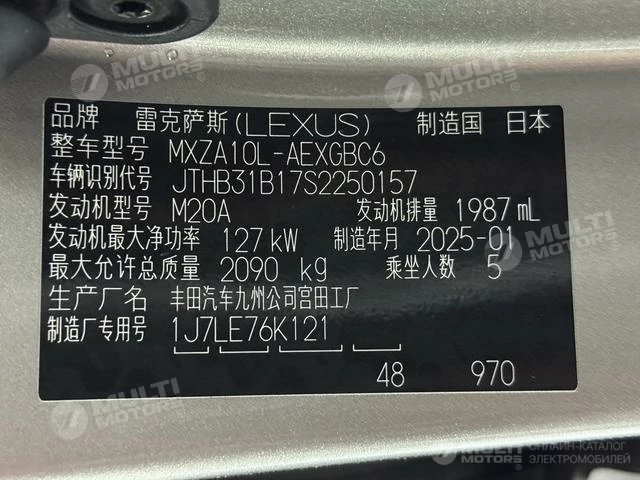 品牌 雷克萨斯(LEXUS) 制造国 日本
整车型号 MXZA10L-AEXGBC6
车辆识别代号 JTHB31B17S2250157
发动机型号 M20A 发动机排量 1987 mL
发动机最大净功率 127 kW 制造年月 2025-01
最大允许总质量 2090 kg 乘坐人数 5
生产厂名 丰田汽车九州公司宫田工厂
制造厂专用号 1J7LE76K121
48 970
MULTI MOTORS
MULTI MOTORS
MULTI MOTORS
MULTI MOTORS
MULTI MOTORS
MULTI MOTORS ОНЛАЙН-КАТАЛОГ ЭЛЕКТРОМОБИЛЕЙ